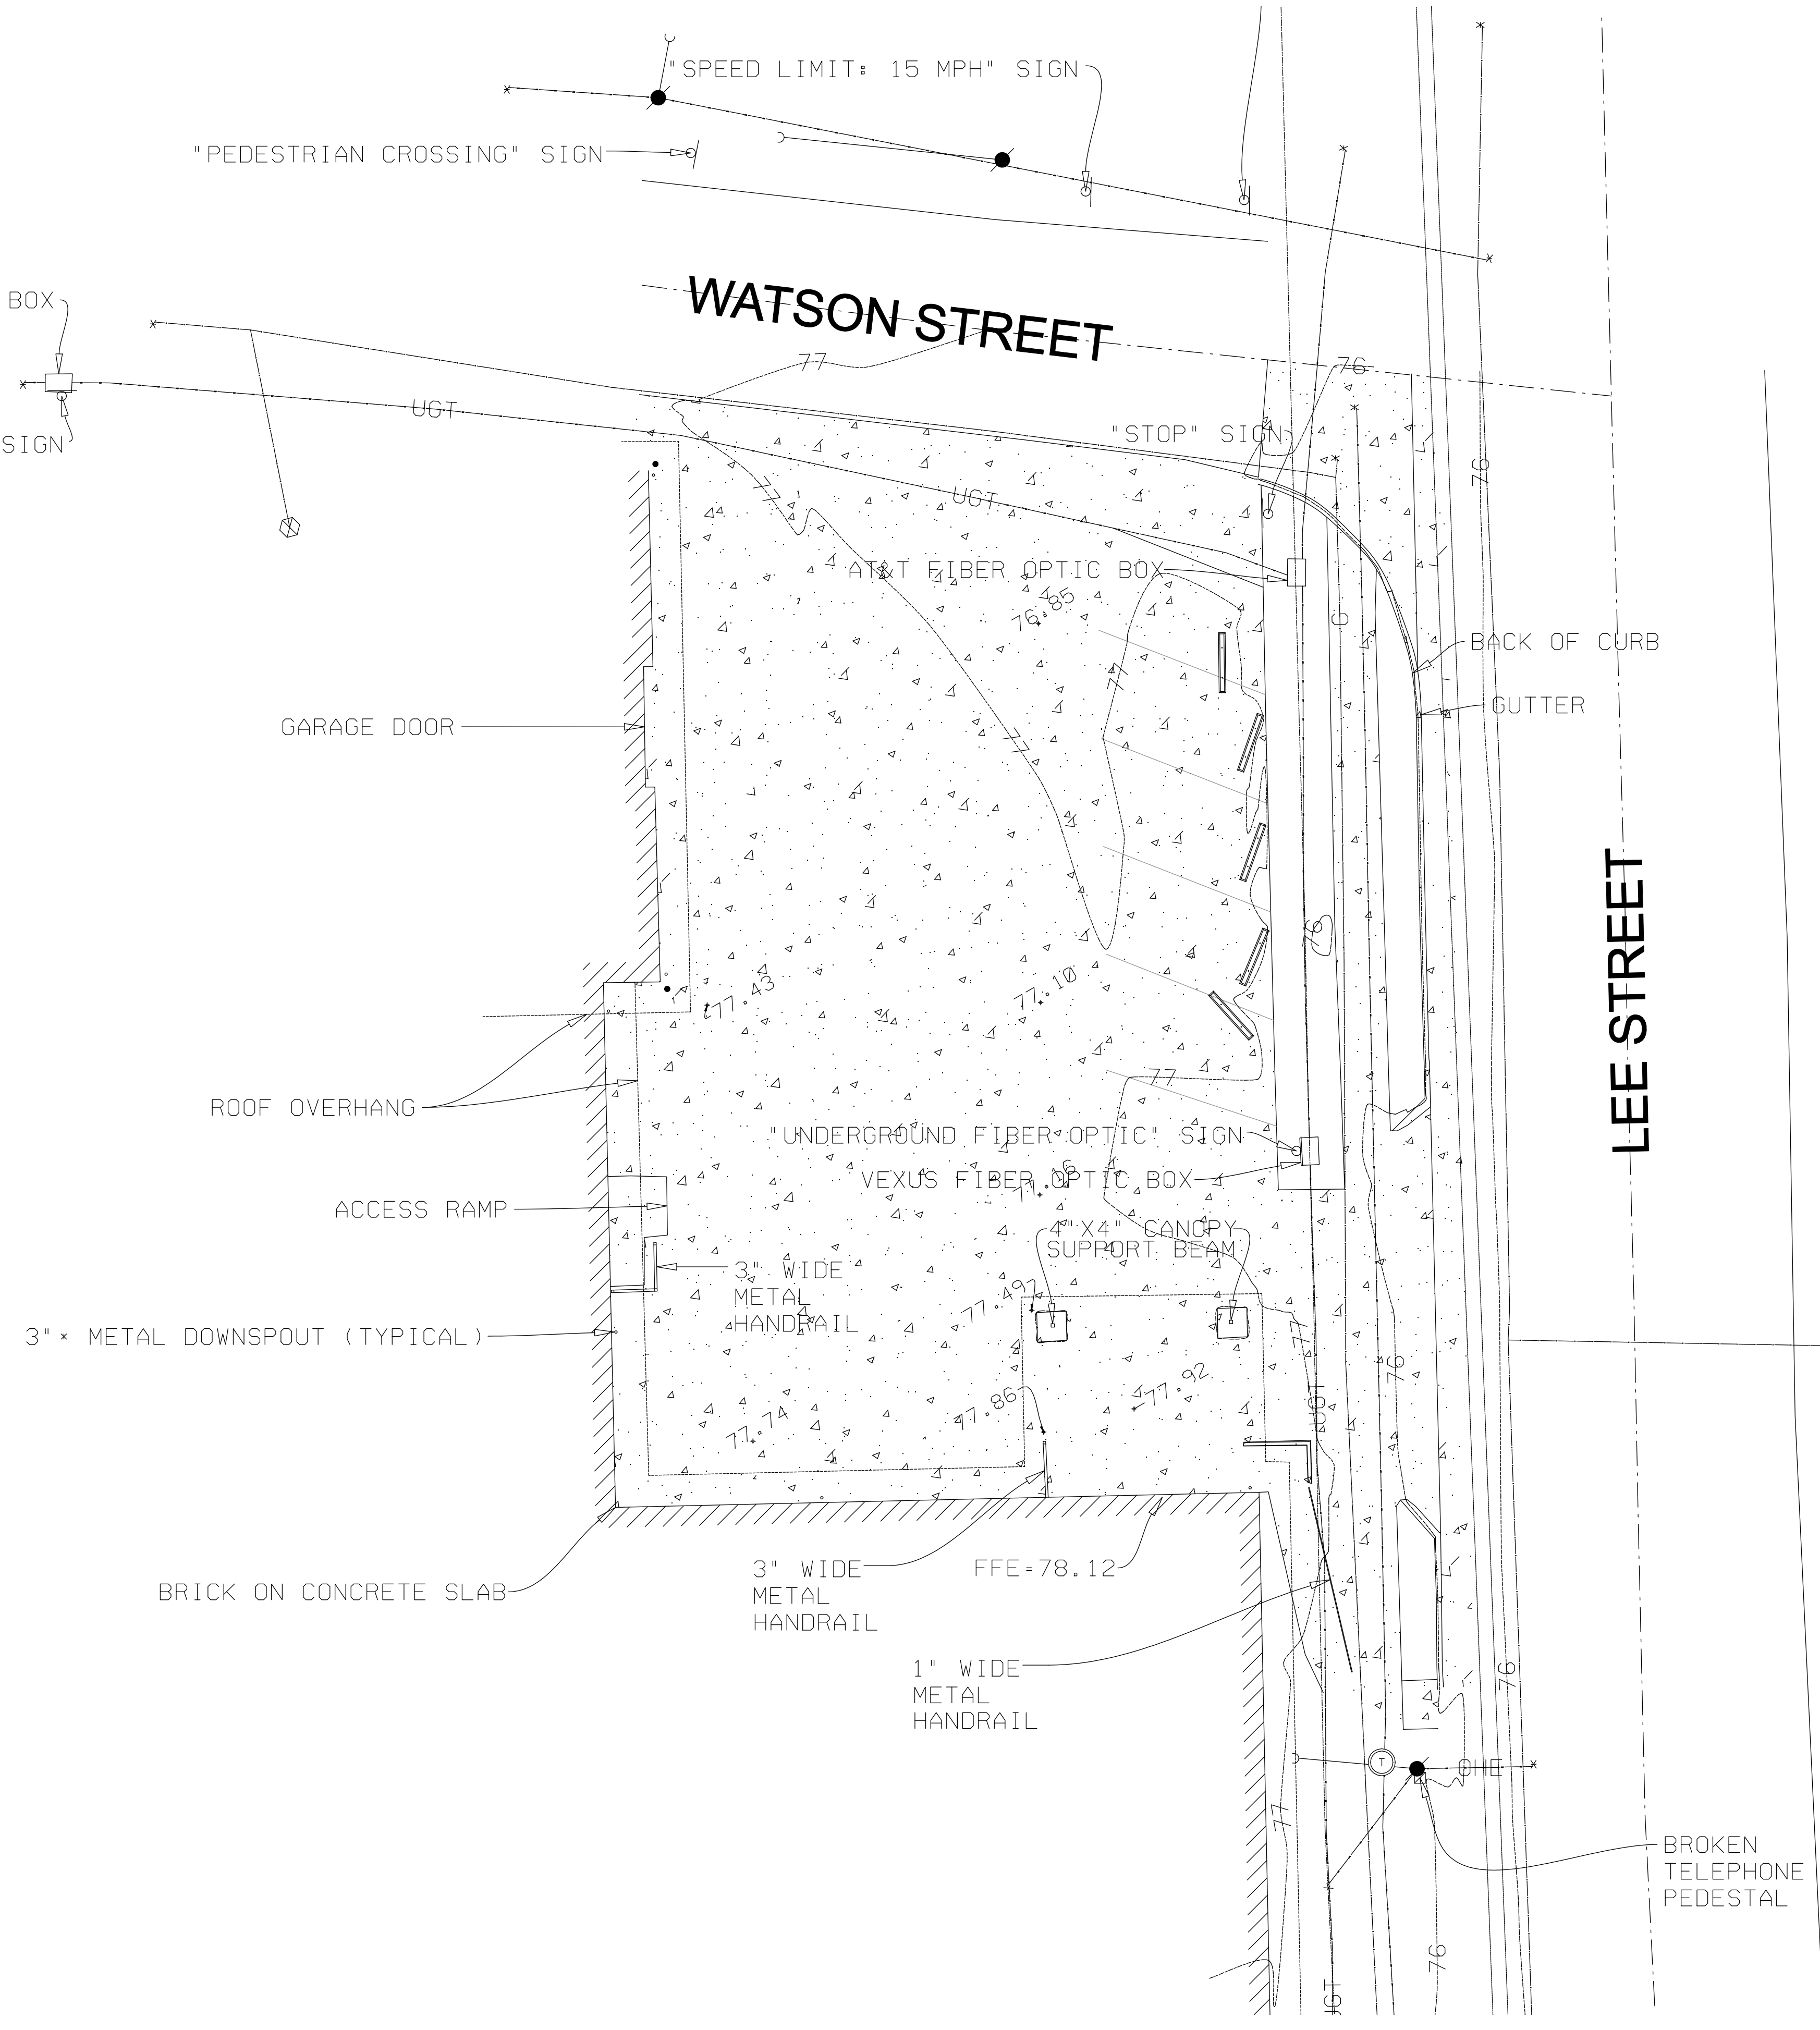 "SPEED LIMIT: 15 MPH" SIGN
"PEDESTRIAN CROSSING" SIGN
BOX
WATSON STREET
77
76
UGT
SIGN
"STOP" SIGN
76
77
UGT
AT&T FIBER OPTIC BOX
76.85
BACK OF CURB
77
GUTTER
GARAGE DOOR
77
LEE STREET
76
77.43
77.10
77
ROOF OVERHANG
"UNDERGROUND FIBER OPTIC" SIGN
VEXUS FIBER OPTIC BOX
ACCESS RAMP
4"X4" CANOPY
SUPPORT BEAM
3" WIDE
METAL
HANDRAIL
77.49
3"* METAL DOWNSPOUT (TYPICAL)
77
76
77.92
77.86
77.74
UGT
3" WIDE
METAL
HANDRAIL
FFE=78.12
BRICK ON CONCRETE SLAB
1" WIDE
METAL
HANDRAIL
76
T
OHE
77
BROKEN
TELEPHONE
PEDESTAL
76
UGT